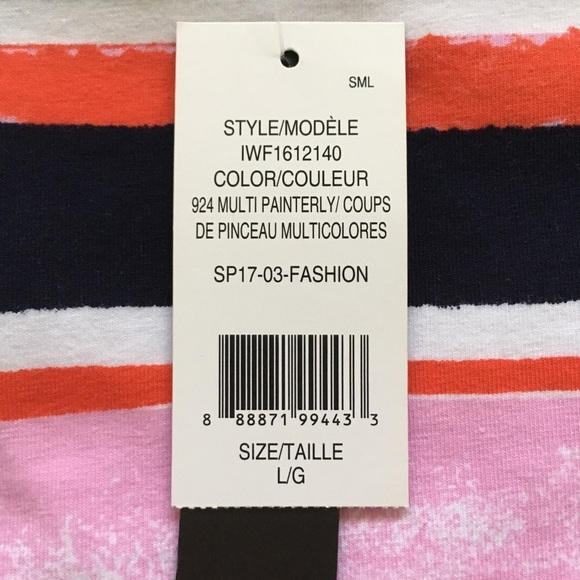 SML
STYLE/MODÈLE
IWF1612140
COLOR/COULEUR
924 MULTI PAINTERLY/ COUPS
DE PINCEAU MULTICOLORES
SP17-03-FASHION
8 88871 99443 3
SIZE/TAILLE
L/G